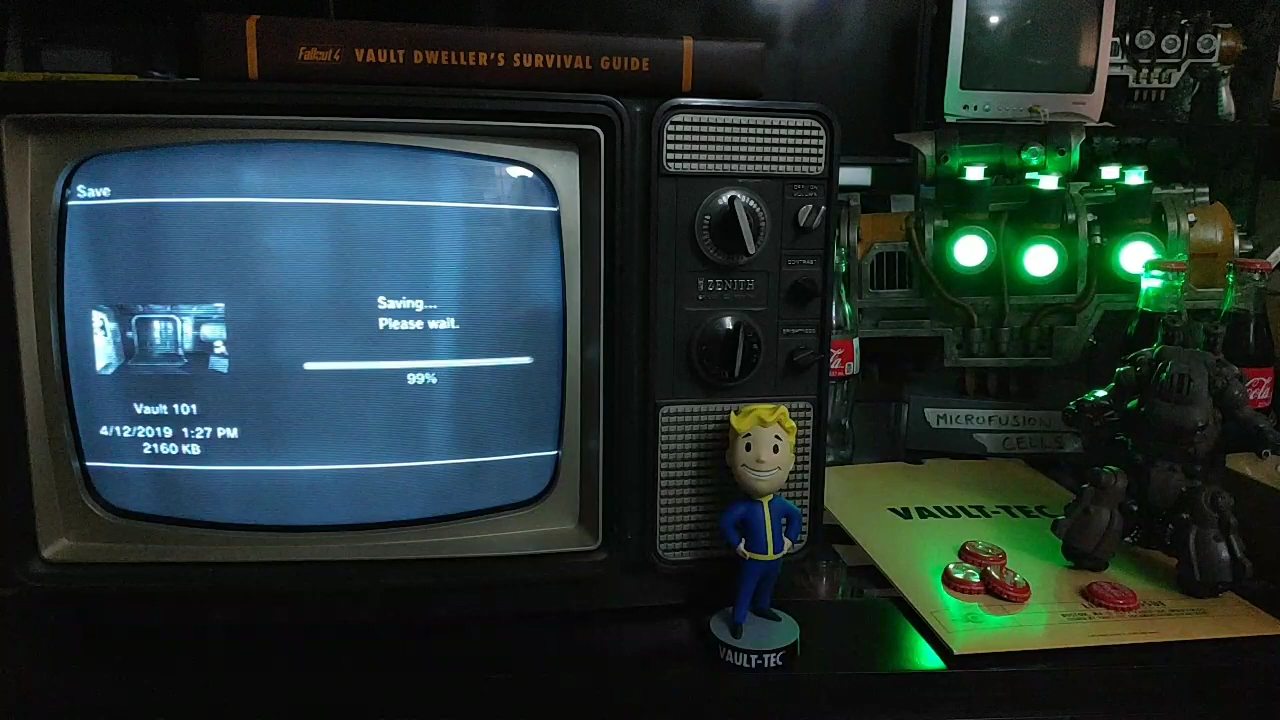 Fallout 4 VAULT DWELLER'S SURVIVAL GUIDE
Save
Saving...
Please wait.
99%
Vault 101
4/12/2019 1:27 PM
2160 KB
CONTRAST
BRIGHTNESS
ZENITH
MICROFUSION
CELLS
VAULT-TEC
VAULT-TEC